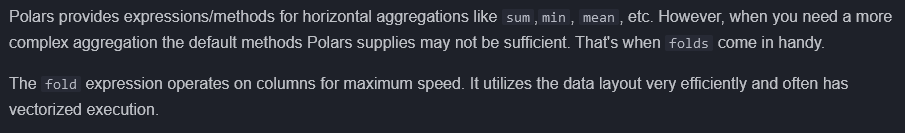 Polars provides expressions/methods for horizontal aggregations like sum, min, mean, etc. However, when you need a more
complex aggregation the default methods Polars supplies may not be sufficient. That's when folds come in handy.
The fold expression operates on columns for maximum speed. It utilizes the data layout very efficiently and often has
vectorized execution.